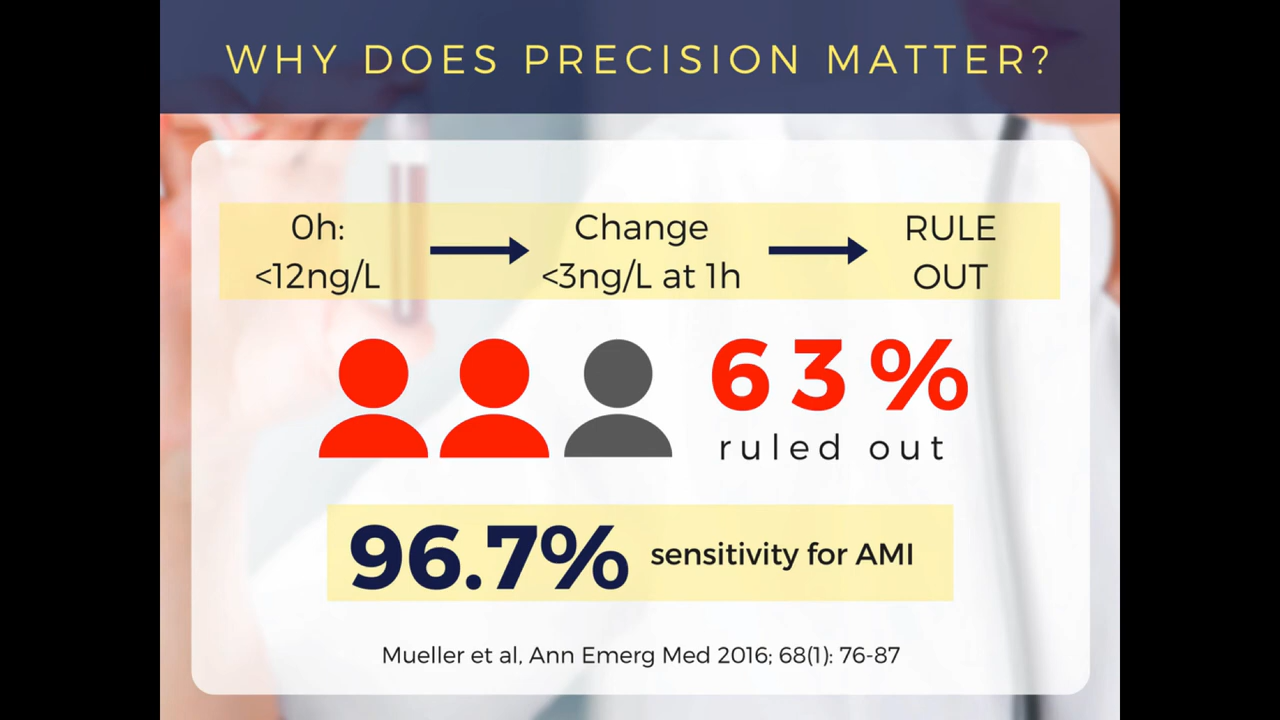 WHY DOES PRECISION MATTER?
0h:
<12ng/L
Change
<3ng/L at 1h
RULE
OUT
63%
ruled out
96.7% sensitivity for AMI
Mueller et al, Ann Emerg Med 2016; 68(1): 76-87